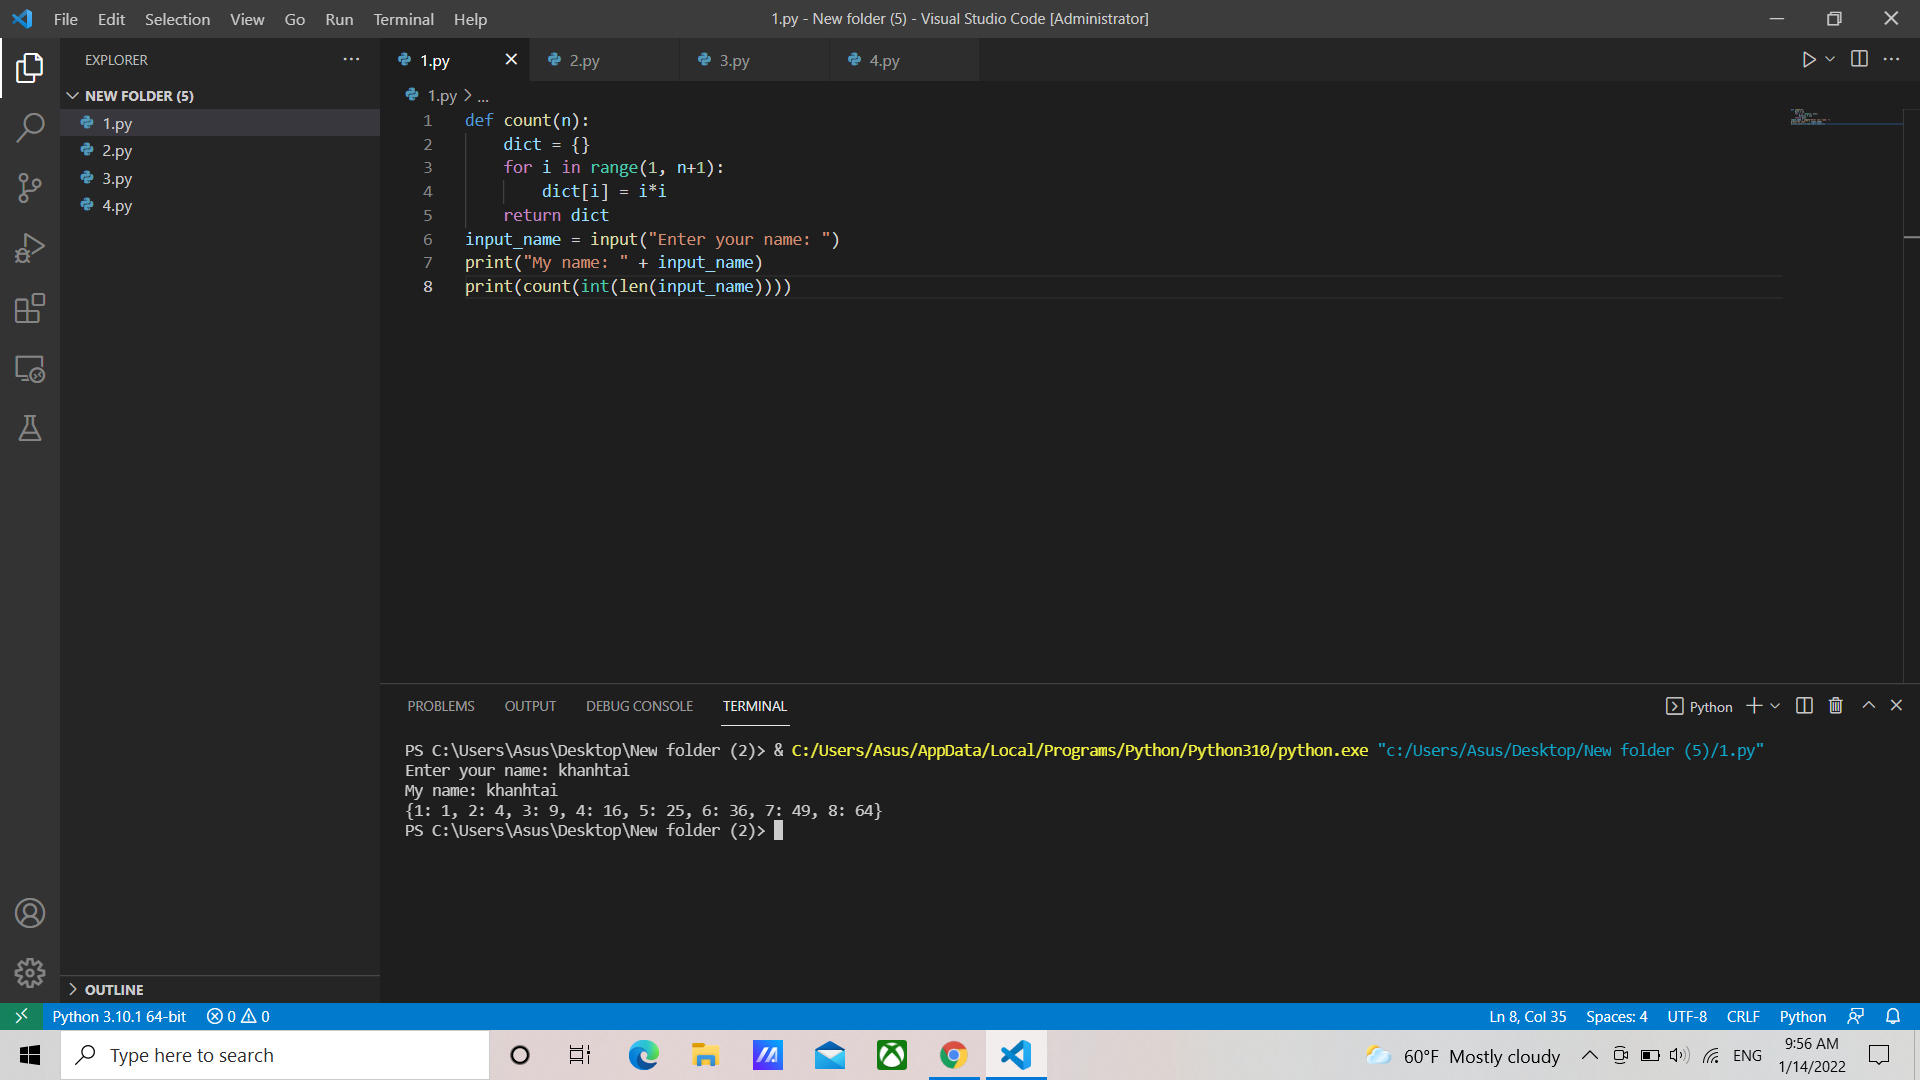 File Edit Selection View Go Run Terminal Help
1.py - New folder (5) - Visual Studio Code [Administrator]
EXPLORER
1.py
2.py
3.py
4.py
NEW FOLDER (5)
1.py
2.py
3.py
4.py
1.py > ...
1 def count(n):
2 dict = {}
3 for i in range(1, n+1):
4 dict[i] = i*i
5 return dict
6 input_name = input("Enter your name: ")
7 print("My name: " + input_name)
8 print(count(int(len(input_name))))
PROBLEMS OUTPUT DEBUG CONSOLE TERMINAL
Python
PS C:\Users\Asus\Desktop\New folder (2)> & C:/Users/Asus/AppData/Local/Programs/Python/Python310/python.exe "c:/Users/Asus/Desktop/New folder (5)/1.py"
Enter your name: khanhtai
My name: khanhtai
{1: 1, 2: 4, 3: 9, 4: 16, 5: 25, 6: 36, 7: 49, 8: 64}
PS C:\Users\Asus\Desktop\New folder (2)>
OUTLINE
Python 3.10.1 64-bit 0 0
Ln 8, Col 35 Spaces: 4 UTF-8 CRLF Python
Type here to search
60°F Mostly cloudy
ENG
9:56 AM
1/14/2022